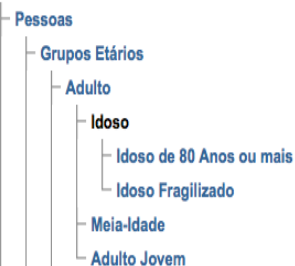 Pessoas
Grupos Etários
Adulto
Idoso
Idoso de 80 Anos ou mais
Idoso Fragilizado
Meia-Idade
Adulto Jovem